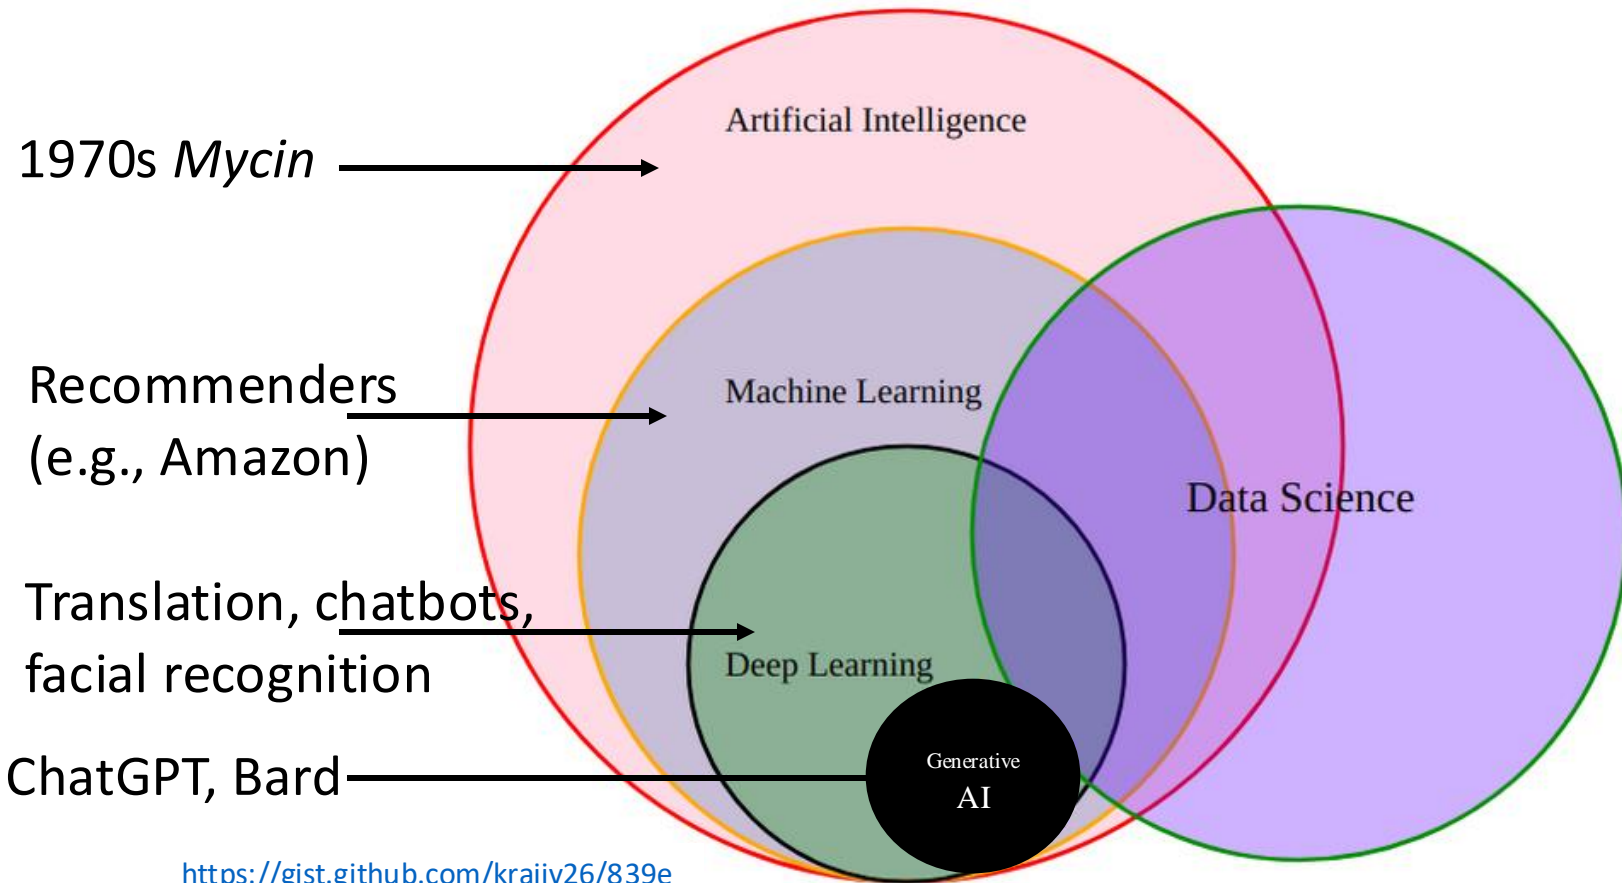 Artificial Intelligence
1970s Mycin
Recommenders
(e.g., Amazon)
Machine Learning
Data Science
Translation, chatbots,
facial recognition
Deep Learning
ChatGPT, Bard
Generative
AI
https://gist.github.com/krajiv26/839e